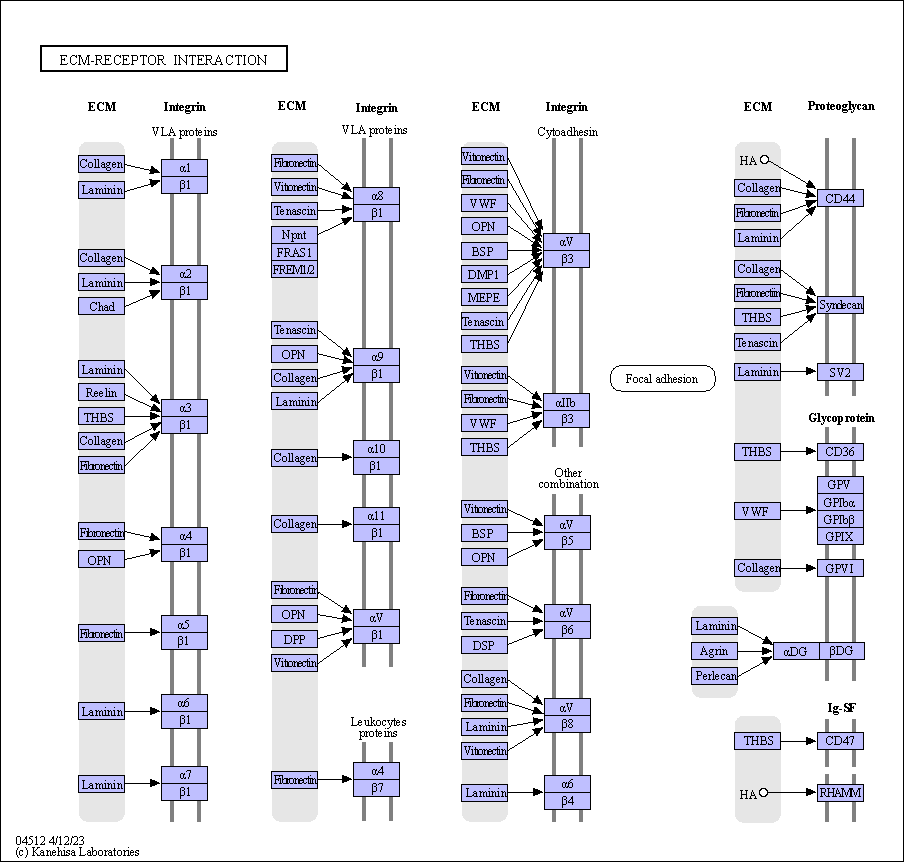 ECM-RECEPTOR INTERACTION
ECM
Integrin
VLA proteins
Collagen
Laminin
α1
β1
Collagen
Laminin
Chad
α2
β1
Laminin
Reelin
THBS
Collagen
Fibronectin
α3
β1
Fibronectin
OPN
α4
β1
Fibronectin
α5
β1
Laminin
α6
β1
Laminin
α7
β1
ECM
Integrin
VLA proteins
Fibronectin
Vitronectin
Tenascin
Npnt
FRAS1
FREM1/2
α8
β1
Tenascin
OPN
Collagen
Laminin
α9
β1
Collagen
α10
β1
Collagen
α11
β1
Fibronectin
OPN
DPP
Vitronectin
αV
β1
Leukocytes
proteins
Fibronectin
α4
β7
ECM
Integrin
Cytoadhesin
Vitronectin
Fibronectin
VWF
OPN
BSP
DMP1
MEPE
Tenascin
THBS
αV
β3
Vitronectin
Fibronectin
VWF
THBS
αIIb
β3
Other
combination
Vitronectin
BSP
OPN
αV
β5
Fibronectin
Tenascin
DSP
αV
β6
Collagen
Fibronectin
Laminin
Vitronectin
αV
β8
Laminin
α6
β4
Focal adhesion
ECM
Proteoglycan
HA
Collagen
Fibronectin
Laminin
CD44
Collagen
Fibronectiin
THBS
Tenascin
Syndecan
Laminin
SV2
Glycoprotein
THBS
CD36
VWF
GPV
GPIbα
GPIbβ
GPIX
Collagen
GPVI
Laminin
Agrin
Perlecan
αDG
βDG
Ig-SF
THBS
CD47
HA
RHAMM
04512 4/12/23
(c) Kanehisa Laboratories